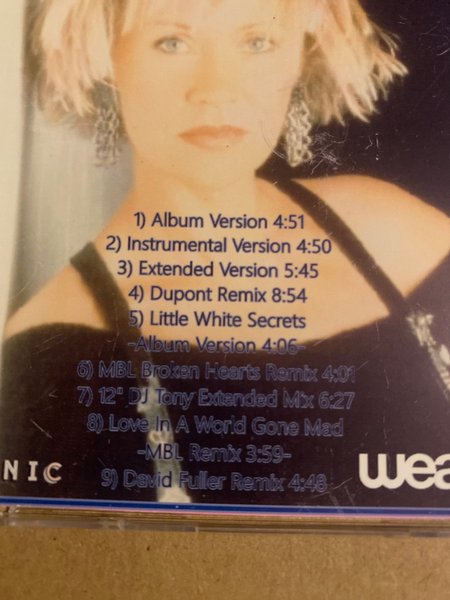 1) Album Version 4:51
2) Instrumental Version 4:50
3) Extended Version 5:45
4) Dupont Remix 8:54
5) Little White Secrets
-Album Version 4:06-
6) MBL Broken Hearts Remix 4:01
7) 12" DJ Tony Extended Mix 6:27
8) Love In A World Gone Mad
-MBL Remix 3:59-
9) David Fuller Remix 4:48
NIC
wea